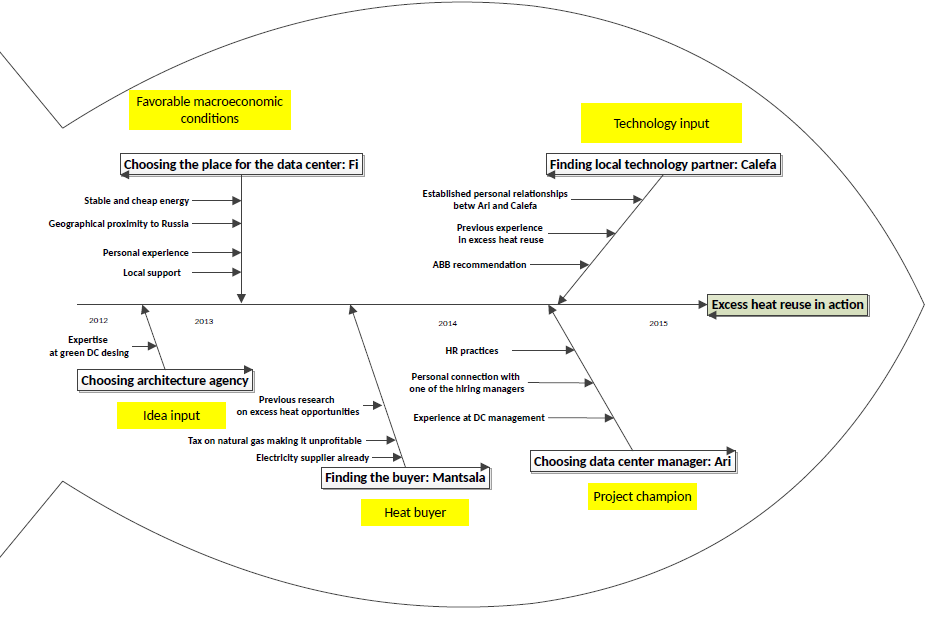 Favorable macroeconomic
conditions
Technology input
Choosing the place for the data center: Fi
Finding local technology partner: Calefa
Stable and cheap energy
Geographical proximity to Russia
Personal experience
Local support
Established personal relationships
betw Ari and Calefa
Previous experience
in excess heat reuse
ABB recommendation
Excess heat reuse in action
2012
2013
2014
2015
Expertise
at green DC desing
Choosing architecture agency
Idea input
Previous research
on excess heat opportunities
Tax on natural gas making it unprofitable
Electricity supplier already
Finding the buyer: Mantsala
Heat buyer
HR practices
Personal connection with
one of the hiring managers
Experience at DC management
Choosing data center manager: Ari
Project champion